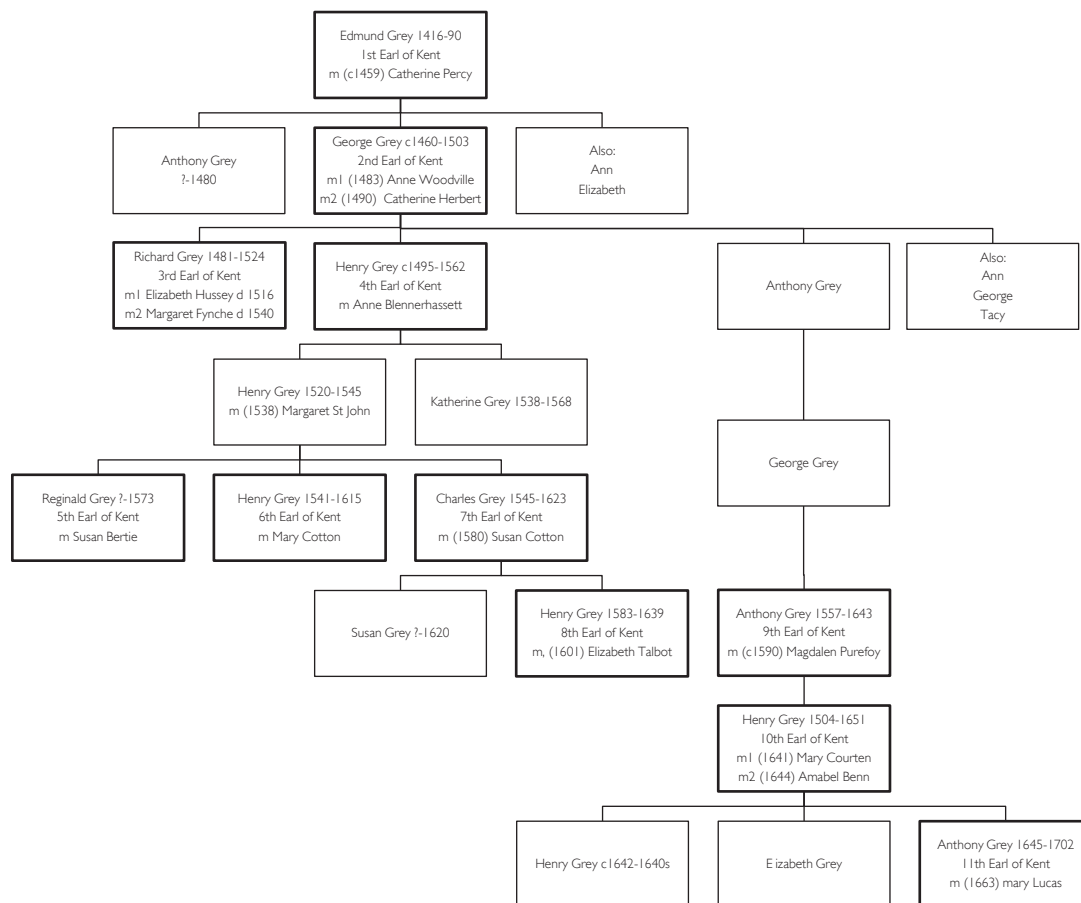 Edmund Grey 1416-90
1st Earl of Kent
m (c1459) Catherine Percy
Anthony Grey
?-1480
George Grey c1460-1503
2nd Earl of Kent
m1 (1483) Anne Woodville
m2 (1490) Catherine Herbert
Also:
Ann
Elizabeth
Richard Grey 1481-1524
3rd Earl of Kent
m1 Elizabeth Hussey d 1516
m2 Margaret Fynche d 1540
Henry Grey c1495-1562
4th Earl of Kent
m Anne Blennerhassett
Anthony Grey
Also:
Ann
George
Tacy
Henry Grey 1520-1545
m (1538) Margaret St John
Katherine Grey 1538-1568
George Grey
Reginald Grey ?-1573
5th Earl of Kent
m Susan Bertie
Henry Grey 1541-1615
6th Earl of Kent
m Mary Cotton
Charles Grey 1545-1623
7th Earl of Kent
m (1580) Susan Cotton
Susan Grey ?-1620
Henry Grey 1583-1639
8th Earl of Kent
m, (1601) Elizabeth Talbot
Anthony Grey 1557-1643
9th Earl of Kent
m (c1590) Magdalen Purefoy
Henry Grey 1504-1651
10th Earl of Kent
m1 (1641) Mary Courten
m2 (1644) Amabel Benn
Henry Grey c1642-1640s
E izabeth Grey
Anthony Grey 1645-1702
11th Earl of Kent
m (1663) mary Lucas